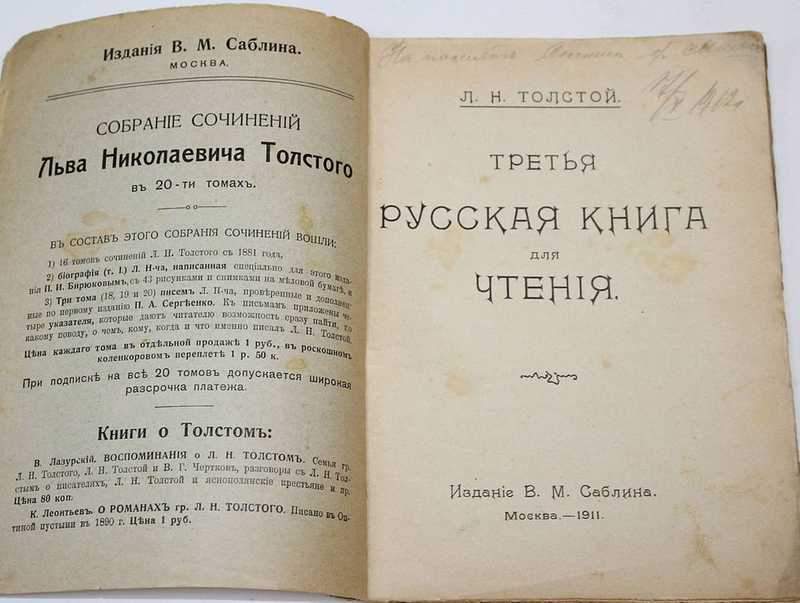 Изданія В. М. Саблина.
МОСКВА.
СОБРАНІЕ СОЧИНЕНІЙ
Льва Николаевича Толстого
въ 20-ти томахъ.
ВЪ СОСТАВЪ ЭТОГО СОБРАНІЯ СОЧИНЕНІЙ ВОШЛИ:
1) 16 томовъ сочиненій Л. Н. Толстого съ 1881 года,
2) біографія (т. I.) Л. Н-ча, написанная спеціально для этого изда-
нія П. И. Бирюковымъ, съ 43 рисунками и снимками на мѣловой бумагѣ, и
3) Три тома (18, 19 и 20) писемъ Л. Н-ча, провѣренные и дополнен-
ные по первому изданію П. А. Сергѣенко. Къ письмамъ приложены че-
тыре указателя, которые даютъ читателю возможность сразу найти, по
какому поводу, о чемъ, кому, когда и что именно писалъ Л. Н. Толстой.
Цѣна каждаго тома въ отдѣльной продажѣ 1 руб., въ роскошномъ
коленкоровомъ переплетѣ 1 р. 50 к.
При подпискѣ на всѣ 20 томовъ допускается широкая
разсрочка платежа.
Книги о Толстомъ:
В. Лазурскій. ВОСПОМИНАНІЯ о Л. Н. ТОЛСТОМЪ. Семья гр.
Л. Н. Толстого, Л. Н. Толстой и В. Г. Чертковъ, разговоры съ Л. Н. Тол-
стымъ о писателяхъ, Л. Н. Толстой и яснополянскіе крестьяне и пр.
Цѣна 80 коп.
К. Леонтьевъ. О РОМАНАХЪ гр. Л. Н. ТОЛСТОГО. Писано въ Оп-
тиной пустыни въ 1890 г. Цѣна 1 руб.
На
Л. Н. ТОЛСТОЙ.
ТРЕТЬЯ
РУССКАЯ КНИГА
для
ЧТЕНІЯ.
Изданіе В. М. Саблина.
Москва.—1911.